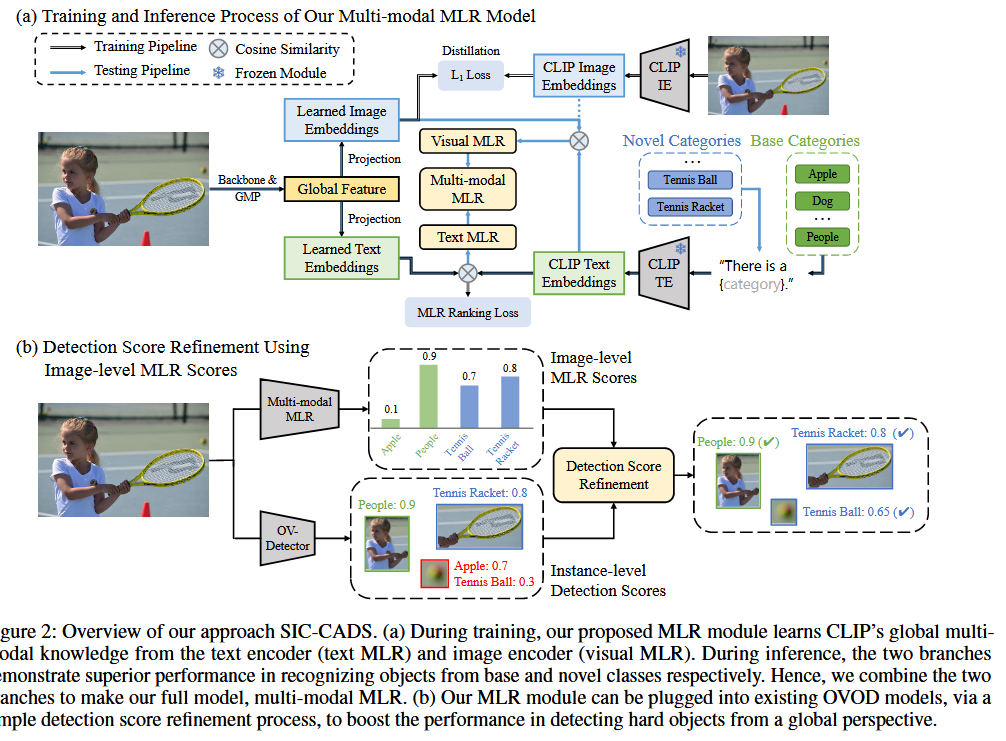 (a) Training and Inference Process of Our Multi-modal MLR Model
Training Pipeline
Cosine Similarity
Testing Pipeline
Frozen Module
Distillation
L1 Loss
CLIP Image
Embeddings
CLIP
IE
Learned Image
Embeddings
Visual MLR
Novel Categories
Base Categories
Projection
...
Tennis Ball
Tennis Racket
Apple
Dog
...
People
Backbone &
GMP
Global Feature
Multi-modal
MLR
Projection
Text MLR
Learned Text
Embeddings
CLIP Text
Embeddings
CLIP
TE
“There is a
{category}.”
MLR Ranking Loss
(b) Detection Score Refinement Using
Image-level MLR Scores
Multi-modal
MLR
0.1
0.9
0.7
0.8
Apple
People
Tennis
Ball
Tennis
Racket
Image-level
MLR Scores
OV-
Detector
People: 0.9
Tennis Racket: 0.8
Apple: 0.7
Tennis Ball: 0.3
Instance-level
Detection Scores
Detection Score
Refinement
People: 0.9 (✓)
Tennis Racket: 0.8 (✓)
Tennis Ball: 0.65 (✓)
gure 2: Overview of our approach SIC-CADS. (a) During training, our proposed MLR module learns CLIP’s global multi-
odal knowledge from the text encoder (text MLR) and image encoder (visual MLR). During inference, the two branches
emonstrate superior performance in recognizing objects from base and novel classes respectively. Hence, we combine the two
anches to make our full model, multi-modal MLR. (b) Our MLR module can be plugged into existing OVOD models, via a
mple detection score refinement process, to boost the performance in detecting hard objects from a global perspective.